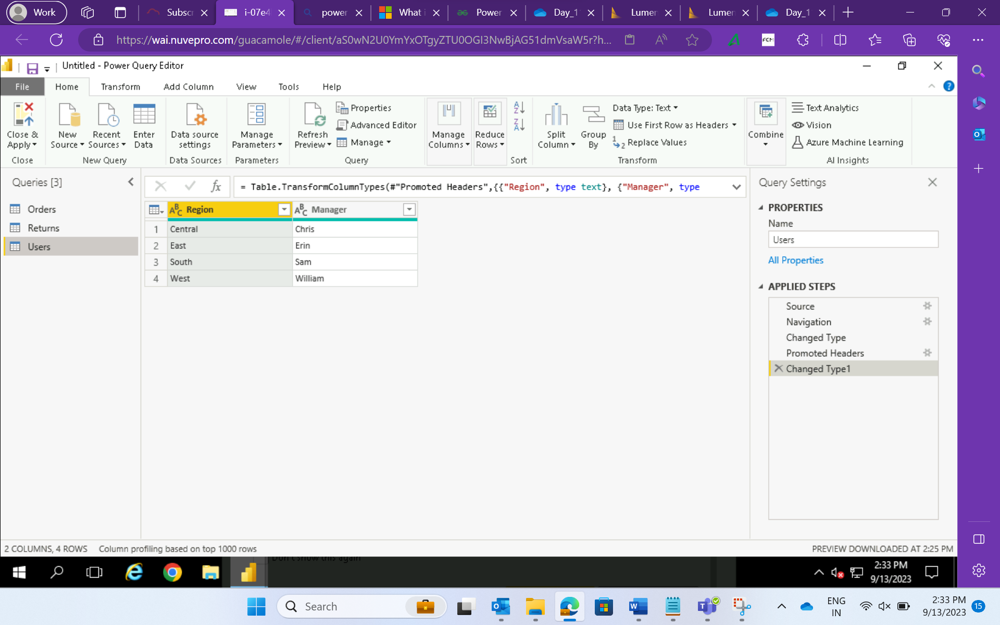 Work
Subscr
i-07e4
power
What i
Power
Day_1
Lumer
Lumer
Day_1
https://wai.nuvepro.com/guacamole/#/client/aS0wN2U0YmYxOTgyZTU0OGI3NwBjAG51dmVsaW5r?h...
FCM
Untitled - Power Query Editor
File
Home
Transform
Add Column
View
Tools
Help
Close & Apply
Close
New Source
Recent Sources
Enter Data
New Query
Data source settings
Data Sources
Manage Parameters
Parameters
Refresh Preview
Properties
Advanced Editor
Manage
Query
Manage Columns
Reduce Rows
Sort
Split Column
Group By
Data Type: Text
Use First Row as Headers
Replace Values
Transform
Combine
Text Analytics
Vision
Azure Machine Learning
AI Insights
Queries [3]
Orders
Returns
Users
fx
= Table.TransformColumnTypes(#"Promoted Headers",{{"Region", type text}, {"Manager", type
ABC Region
ABC Manager
1 Central Chris
2 East Erin
3 South Sam
4 West William
Query Settings
PROPERTIES
Name
Users
All Properties
APPLIED STEPS
Source
Navigation
Changed Type
Promoted Headers
Changed Type1
2 COLUMNS, 4 ROWS
Column profiling based on top 1000 rows
PREVIEW DOWNLOADED AT 2:25 PM
Don't show this again
2:33 PM
9/13/2023
Search
ENG
IN
2:33 PM
9/13/2023
15